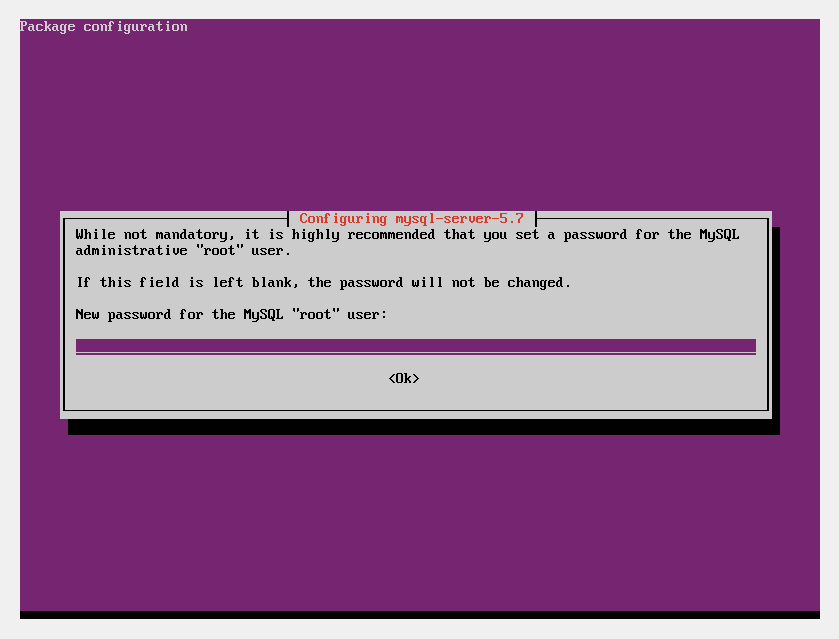 Package configuration
Configuring mysql-server-5.7
While not mandatory, it is highly recommended that you set a password for the MySQL
administrative "root" user.
If this field is left blank, the password will not be changed.
New password for the MySQL "root" user:
<Ok>